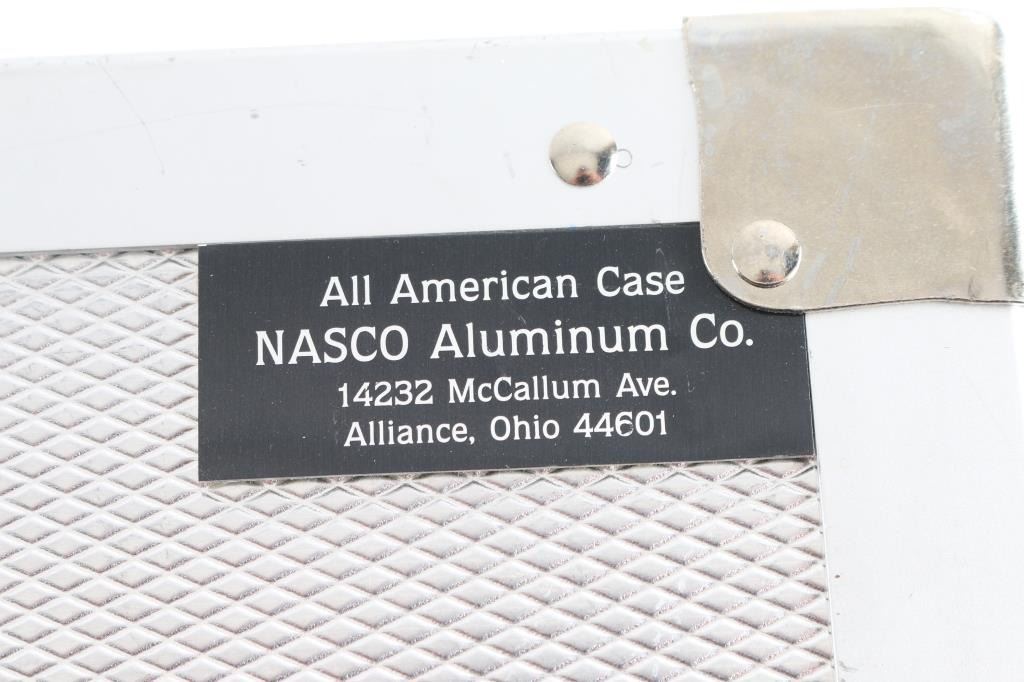 All American Case
NASCO Aluminum Co.
14232 McCallum Ave.
Alliance, Ohio 44601